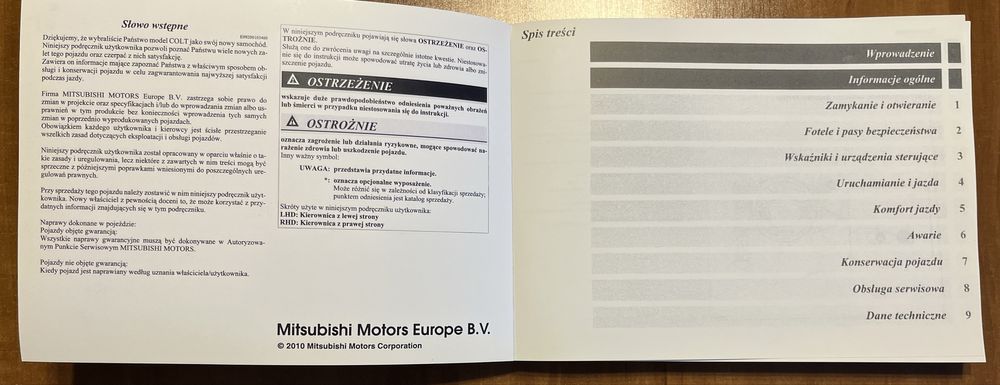 Słowo wstępne
E09200103400
Dziękujemy, że wybraliście Państwo model COLT jako swój nowy samochód.
Niniejszy podręcznik użytkownika pozwoli poznać Państwu wiele nowych za-
let tego pojazdu oraz czerpać z nich satysfakcję.
Zawiera on informacje mające zapoznać Państwa z właściwym sposobem ob-
sługi i konserwacji pojazdu w celu zagwarantowania najwyższej satysfakcji
podczas jazdy.
Firma MITSUBISHI MOTORS Europe B.V. zastrzega sobie prawo do
zmian w projekcie oraz specyfikacjach i/lub do wprowadzania zmian albo us-
prawnień w tym produkcie bez konieczności wprowadzenia tych samych
zmian w poprzednio wyprodukowanych pojazdach.
Obowiązkiem każdego użytkownika i kierowcy jest ścisłe przestrzeganie
wszelkich zasad dotyczących eksploatacji i obsługi pojazdów.
Niniejszy podręcznik użytkownika został opracowany w oparciu właśnie o ta-
kie zasady i uregulowania, lecz niektóre z zawartych w nim treści mogą być
sprzeczne z późniejszymi poprawkami wniesionymi do poszczególnych ure-
gulowań prawnych.
Przy sprzedaży tego pojazdu należy zostawić w nim niniejszy podręcznik użyt-
kownika. Nowy właściciel z pewnością doceni to, że może korzystać z przy-
datnych informacji znajdujących się w tym podręczniku.
Naprawy dokonane w pojeździe:
Pojazdy objęte gwarancją:
Wszystkie naprawy gwarancyjne muszą być dokonywane w Autoryzowa-
nym Punkcie Serwisowym MITSUBISHI MOTORS.
Pojazdy nie objęte gwarancją:
Kiedy pojazd jest naprawiany według uznania właściciela/użytkownika.
W niniejszym podręczniku pojawiają się słowa OSTRZEŻENIE oraz OS-
TROŻNIE.
Służą one do zwrócenia uwagi na szczególnie istotne kwestie. Niestosowa-
nie się do instrukcji może spowodować utratę życia lub zdrowia albo zni-
szczenie pojazdu.
OSTRZEŻENIE
wskazuje duże prawdopodobieństwo odniesienia poważnych obrażeń
lub śmierci w przypadku niestosowania się do instrukcji.
OSTROŻNIE
oznacza zagrożenie lub działania ryzykowne, mogące spowodować na-
rażenie zdrowia lub uszkodzenie pojazdu.
Inny ważny symbol:
UWAGA: przedstawia przydatne informacje.
*: oznacza opcjonalne wyposażenie.
Może różnić się w zależności od klasyfikacji sprzedaży;
punktem odniesienia jest katalog sprzedaży.
Skróty użyte w niniejszym podręczniku użytkownika:
LHD: Kierownica z lewej strony
RHD: Kierownica z prawej strony
Mitsubishi Motors Europe B.V.
© 2010 Mitsubishi Motors Corporation
Spis treści
Wprowadzenie
Informacje ogólne
Zamykanie i otwieranie 1
Fotele i pasy bezpieczeństwa 2
Wskaźniki i urządzenia sterujące 3
Uruchamianie i jazda 4
Komfort jazdy 5
Awarie 6
Konserwacja pojazdu 7
Obsługa serwisowa 8
Dane techniczne 9